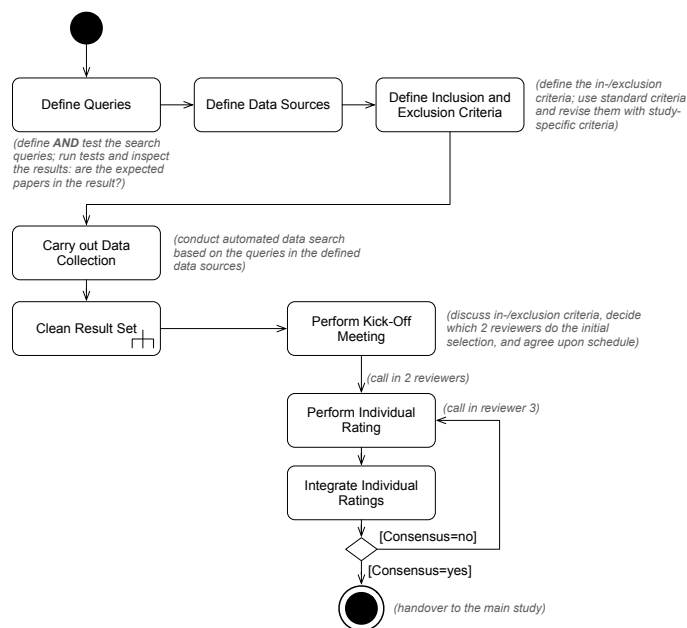 Define Queries
Define Data Sources
Define Inclusion and
Exclusion Criteria
(define the in-/exclusion
criteria; use standard criteria
and revise them with study-
specific criteria)
(define AND test the search
queries; run tests and inspect
the results: are the expected
papers in the result?)
Carry out Data
Collection
(conduct automated data search
based on the queries in the defined
data sources)
Clean Result Set
Perform Kick-Off
Meeting
(discuss in-/exclusion criteria, decide
which 2 reviewers do the initial
selection, and agree upon schedule)
(call in 2 reviewers)
Perform Individual
Rating
(call in reviewer 3)
Integrate Individual
Ratings
[Consensus=no]
[Consensus=yes]
(handover to the main study)